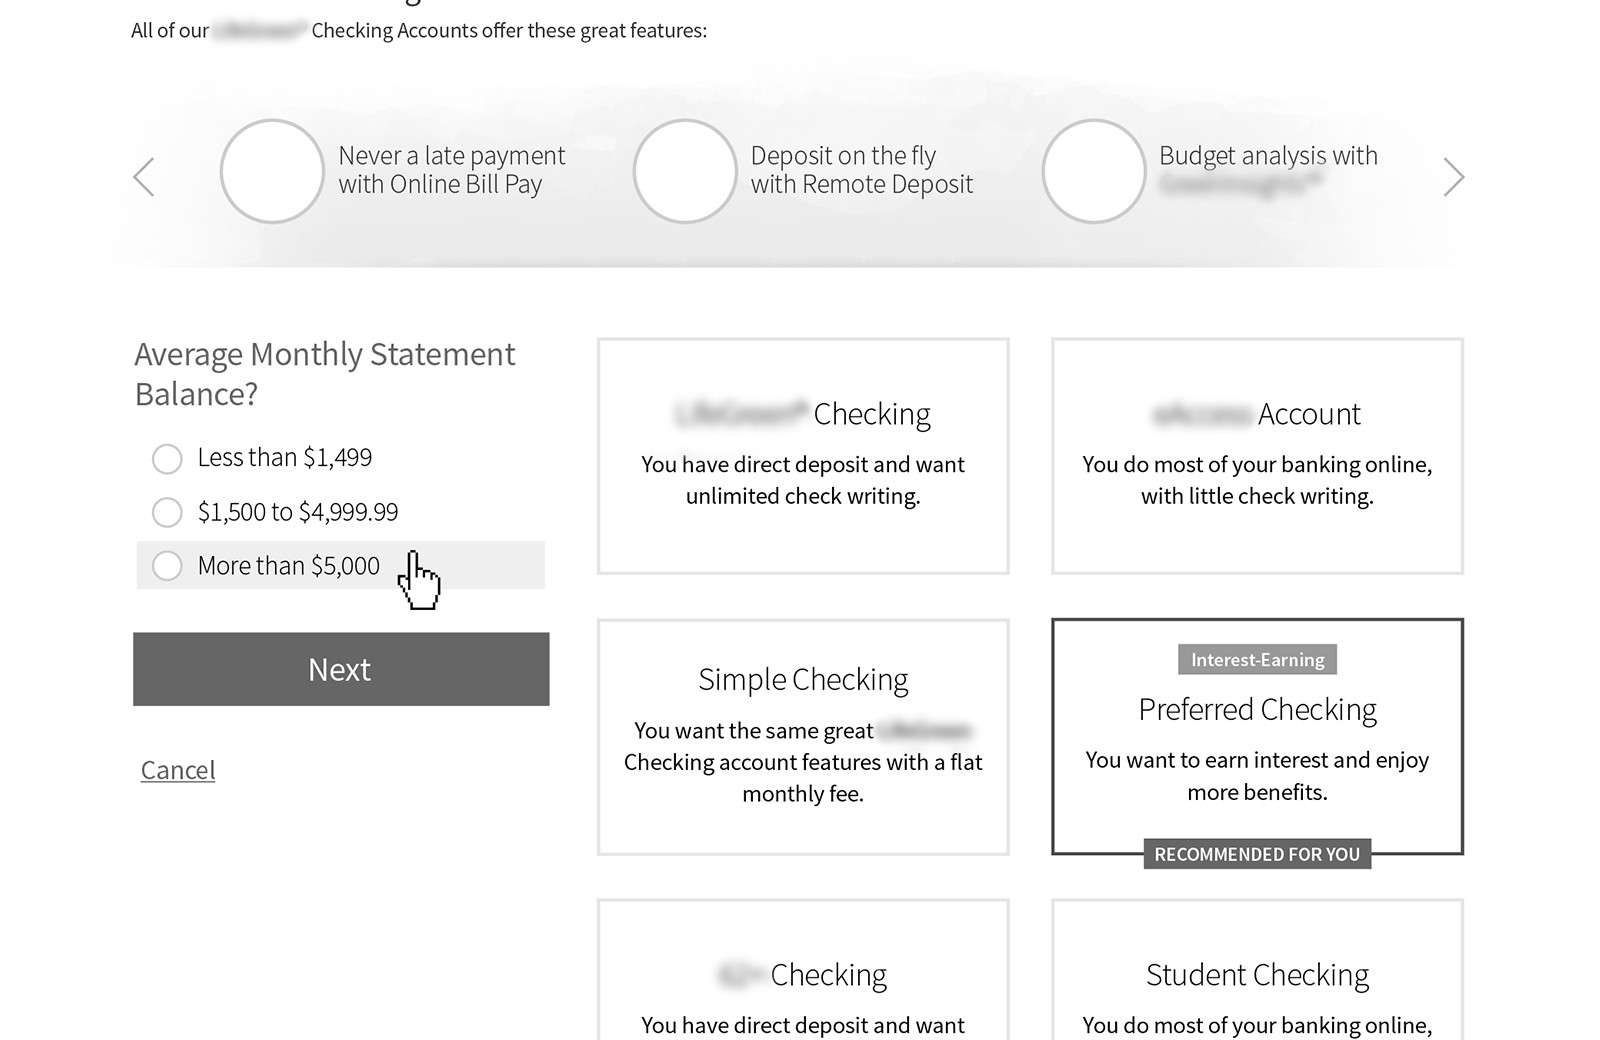 All of our Checking Accounts offer these great features:
Never a late payment
with Online Bill Pay
Deposit on the fly
with Remote Deposit
Budget analysis with
Average Monthly Statement
Balance?
Less than $1,499
$1,500 to $4,999.99
More than $5,000
Next
Cancel
Checking
You have direct deposit and want
unlimited check writing.
Account
You do most of your banking online,
with little check writing.
Simple Checking
You want the same great
Checking account features with a flat
monthly fee.
Interest-Earning
Preferred Checking
You want to earn interest and enjoy
more benefits.
RECOMMENDED FOR YOU
Checking
You have direct deposit and want
Student Checking
You do most of your banking online,